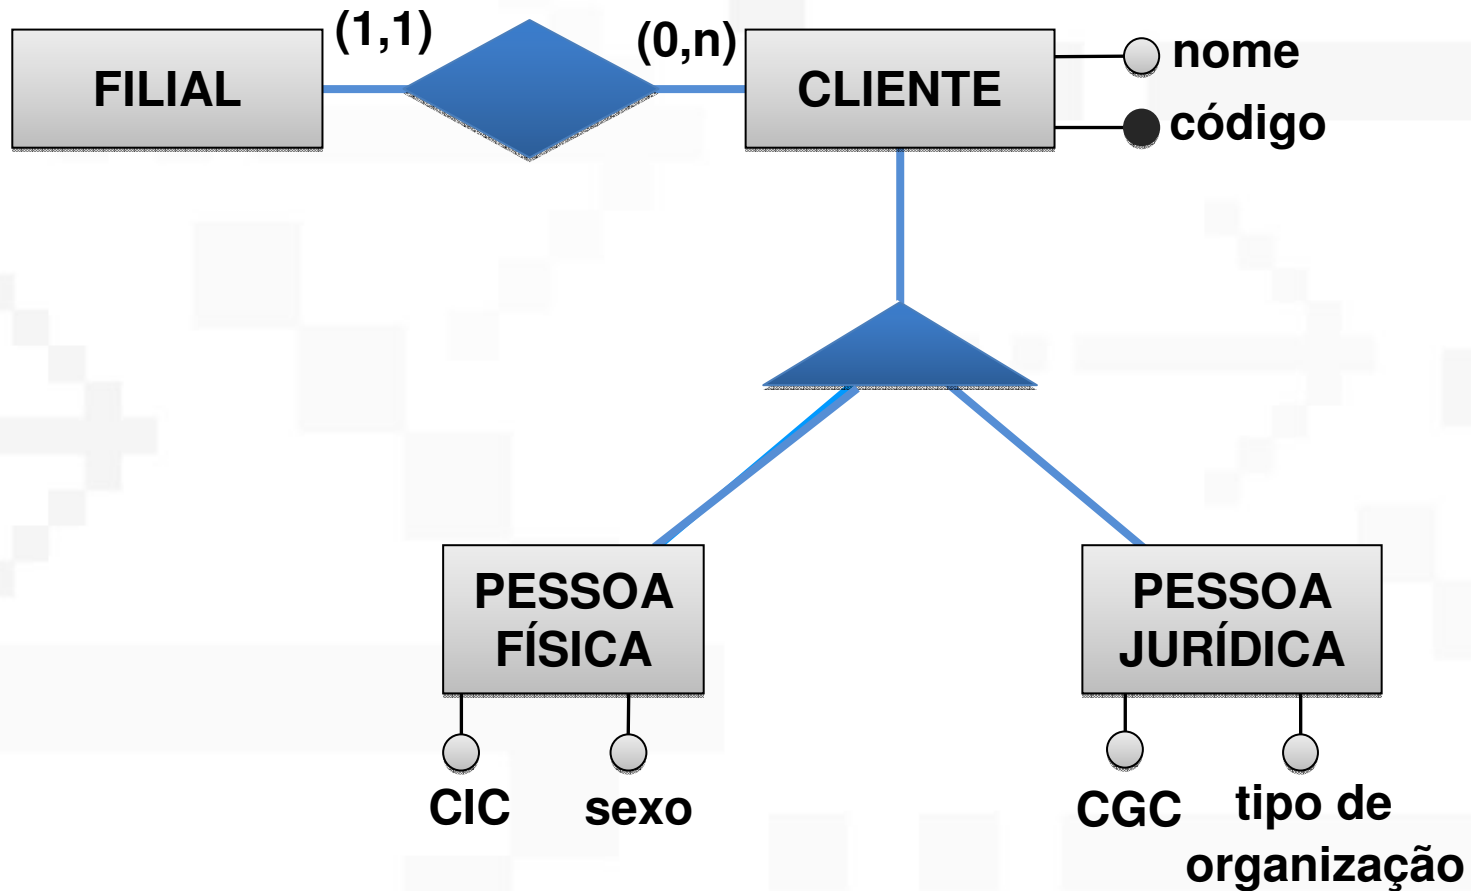 (1,1)
(0,n)
FILIAL
CLIENTE
nome
código
PESSOA
FÍSICA
PESSOA
JURÍDICA
CIC
sexo
CGC
tipo de
organização